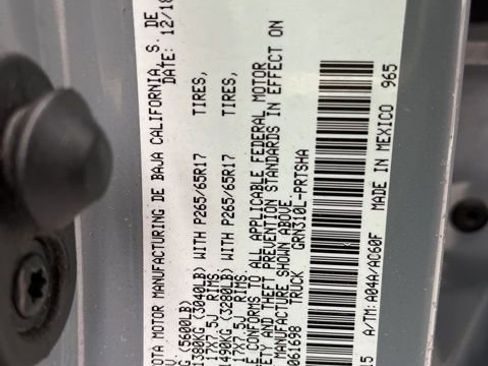 OTA MOTOR MANUFACTURING DE BAJA CALIFORNIA, S. DE
DATE: 12/18
G (5600LB)
1380KG (3040LB) WITH P265/65R17 TIRES,
17X7.5J RIMS
1490KG (3280LB) WITH P265/65R17 TIRES,
17X7.5J RIMS.
E CONFORMS TO ALL APPLICABLE FEDERAL MOTOR
ETY AND THEFT PREVENTION STANDARDS IN EFFECT ON
MANUFACTURE SHOWN ABOVE.
061698 TRUCK GRN310L-PRTSHA
15 A/TM: A04A/AC60F MADE IN MEXICO 965